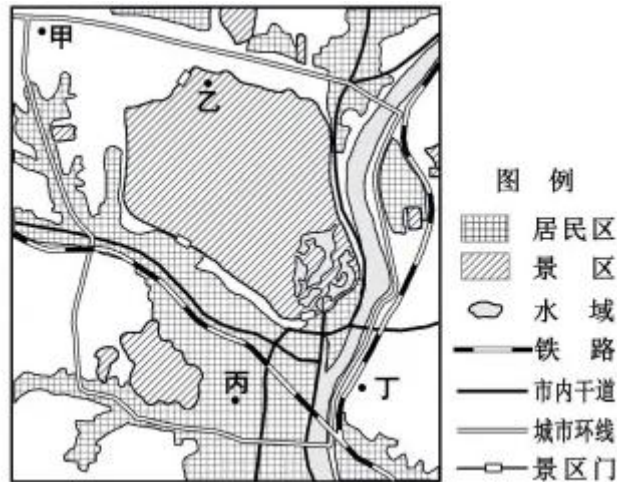 甲
乙
丙
丁
图 例
居民区
景 区
水 域
铁 路
市内干道
城市环线
景区门